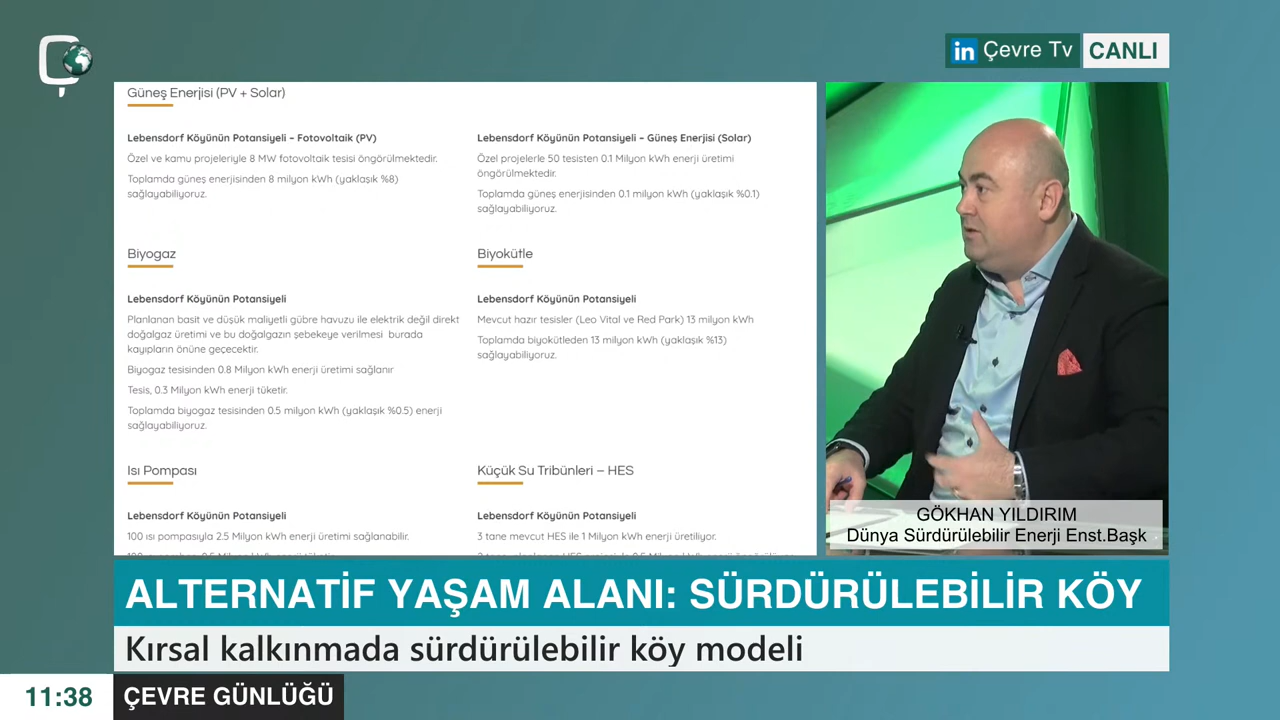 in Çevre Tv CANLI
Güneş Enerjisi (PV + Solar)
Lebensdorf Köyünün Potansiyeli – Fotovoltaik (PV)
Özel ve kamu projeleriyle 8 MW fotovoltaik tesisi öngörülmektedir.
Toplamda güneş enerjisinden 8 milyon kWh (yaklaşık %8)
sağlayabiliyoruz.
Lebensdorf Köyünün Potansiyeli – Güneş Enerjisi (Solar)
Özel projelerle 50 tesisten 0.1 Milyon kWh enerji üretimi
öngörülmektedir.
Toplamda güneş enerjisinden 0.1 milyon kWh (yaklaşık %0.1)
sağlayabiliyoruz.
Biyogaz
Lebensdorf Köyünün Potansiyeli
Planlanan basit ve düşük maliyetli gübre havuzu ile elektrik değil direkt
doğalgaz üretimi ve bu doğalgazın şebekeye verilmesi burada
kayıpların önüne geçecektir.
Biyogaz tesisinden 0.8 Milyon kWh enerji üretimi sağlanır
Tesis, 0.3 Milyon kWh enerji tüketir.
Toplamda biyogaz tesisinden 0.5 milyon kWh (yaklaşık %0.5) enerji
sağlayabiliyoruz.
Biyokütle
Lebensdorf Köyünün Potansiyeli
Mevcut hazır tesisler (Leo Vital ve Red Park) 13 milyon kWh
Toplamda biyokütleden 13 milyon kWh (yaklaşık %13)
sağlayabiliyoruz.
Isı Pompası
Lebensdorf Köyünün Potansiyeli
100 ısı pompasıyla 2.5 Milyon kWh enerji üretimi sağlanabilir.
Küçük Su Tribünleri – HES
Lebensdorf Köyünün Potansiyeli
3 tane mevcut HES ile 1 Milyon kWh enerji üretiliyor.
GÖKHAN YILDIRIM
Dünya Sürdürülebilir Enerji Enst.Başk
ALTERNATİF YAŞAM ALANI: SÜRDÜRÜLEBİLİR KÖY
Kırsal kalkınmada sürdürülebilir köy modeli
11:38 ÇEVRE GÜNLÜĞÜ